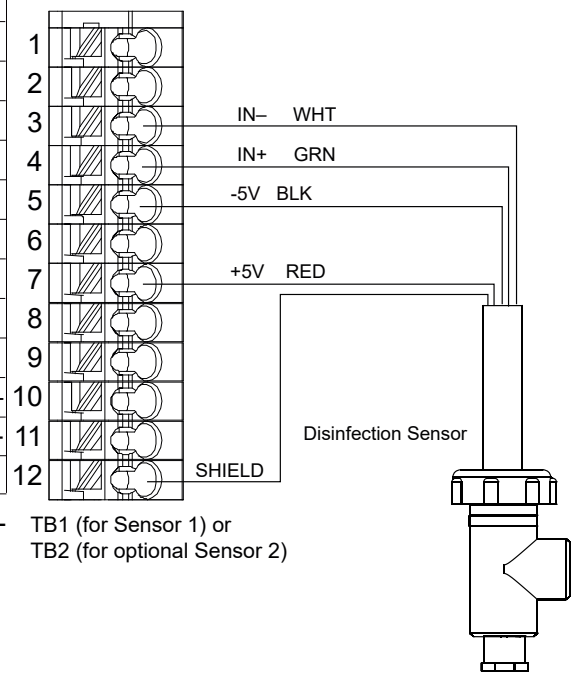 1
2
3
IN– WHT
4
IN+ GRN
5
-5V BLK
6
7
+5V RED
8
9
10
11
Disinfection Sensor
12
SHIELD
TB1 (for Sensor 1) or
TB2 (for optional Sensor 2)